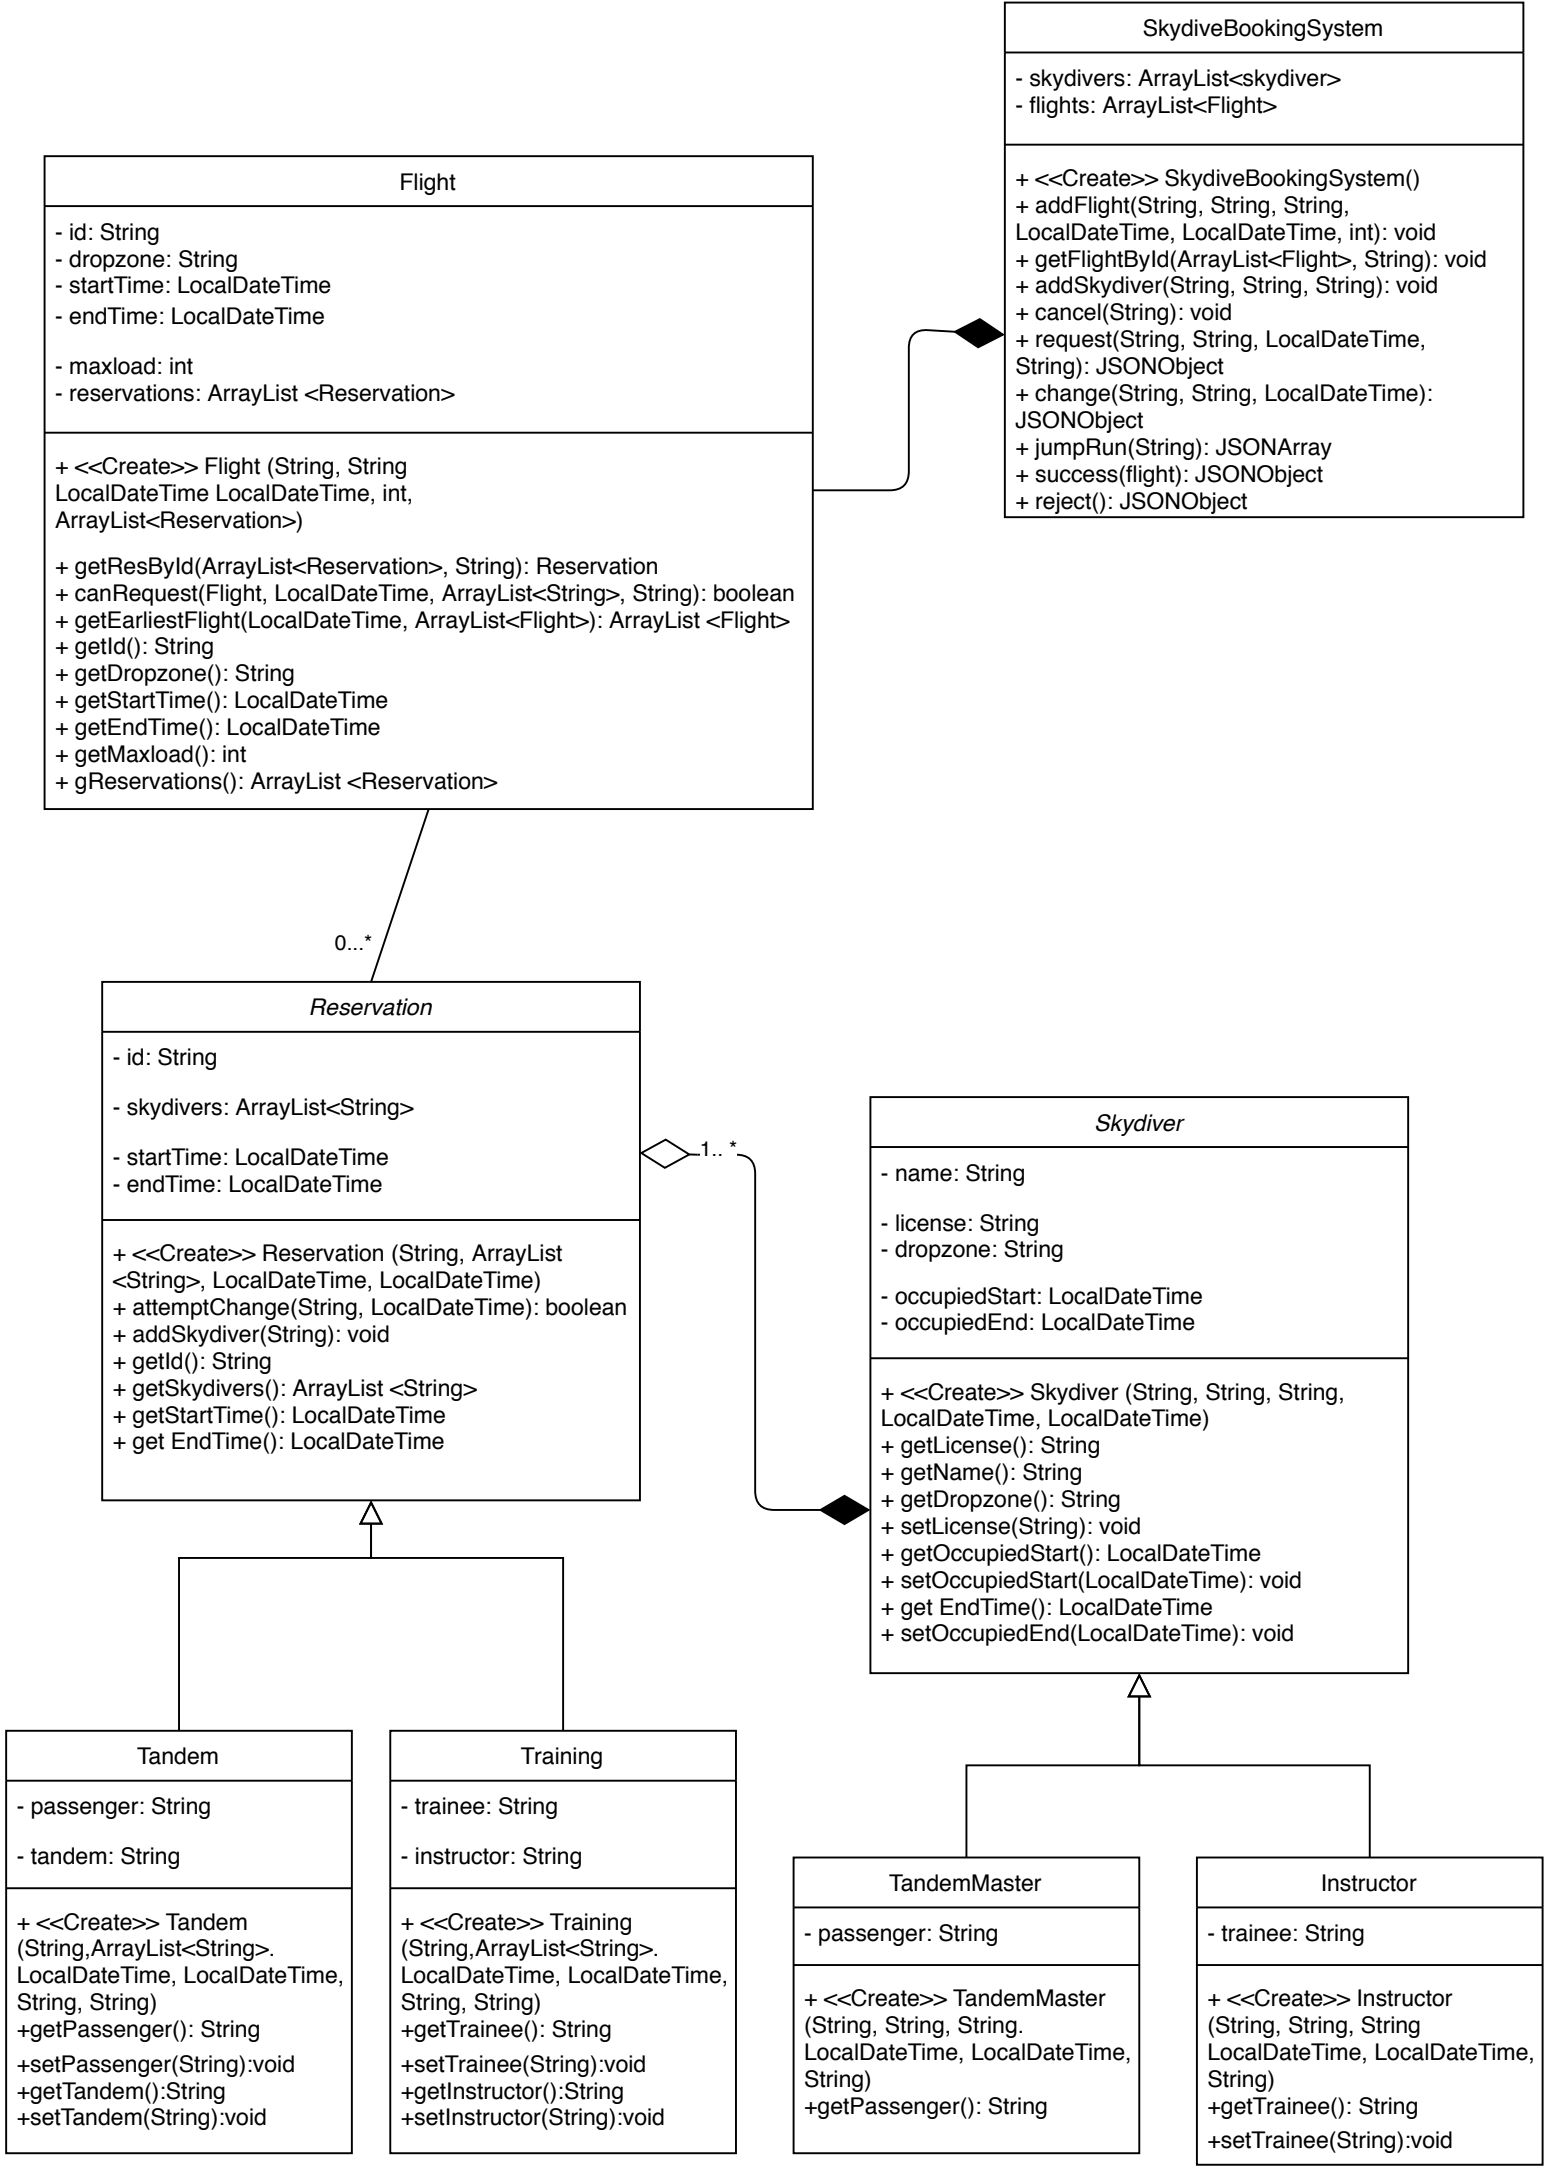 SkydiveBookingSystem
- skydivers: ArrayList<skydiver>
- flights: ArrayList<Flight>
+ <<Create>> SkydiveBookingSystem()
+ addFlight(String, String, String,
LocalDateTime, LocalDateTime, int): void
+ getFlightById(ArrayList<Flight>, String): void
+ addSkydiver(String, String, String): void
+ cancel(String): void
+ request(String, String, LocalDateTime,
String): JSONObject
+ change(String, String, LocalDateTime):
JSONObject
+ jumpRun(String): JSONArray
+ success(flight): JSONObject
+ reject(): JSONObject
Flight
- id: String
- dropzone: String
- startTime: LocalDateTime
- endTime: LocalDateTime
- maxload: int
- reservations: ArrayList <Reservation>
+ <<Create>> Flight (String, String
LocalDateTime LocalDateTime, int,
ArrayList<Reservation>)
+ getResById(ArrayList<Reservation>, String): Reservation
+ canRequest(Flight, LocalDateTime, ArrayList<String>, String): boolean
+ getEarliestFlight(LocalDateTime, ArrayList<Flight>): ArrayList <Flight>
+ getId(): String
+ getDropzone(): String
+ getStartTime(): LocalDateTime
+ getEndTime(): LocalDateTime
+ getMaxload(): int
+ gReservations(): ArrayList <Reservation>
0...*
Reservation
- id: String
- skydivers: ArrayList<String>
- startTime: LocalDateTime
- endTime: LocalDateTime
+ <<Create>> Reservation (String, ArrayList
<String>, LocalDateTime, LocalDateTime)
+ attemptChange(String, LocalDateTime): boolean
+ addSkydiver(String): void
+ getId(): String
+ getSkydivers(): ArrayList <String>
+ getStartTime(): LocalDateTime
+ get EndTime(): LocalDateTime
1.. *
Skydiver
- name: String
- license: String
- dropzone: String
- occupiedStart: LocalDateTime
- occupiedEnd: LocalDateTime
+ <<Create>> Skydiver (String, String, String,
LocalDateTime, LocalDateTime)
+ getLicense(): String
+ getName(): String
+ getDropzone(): String
+ setLicense(String): void
+ getOccupiedStart(): LocalDateTime
+ setOccupiedStart(LocalDateTime): void
+ get EndTime(): LocalDateTime
+ setOccupiedEnd(LocalDateTime): void
Tandem
- passenger: String
- tandem: String
+ <<Create>> Tandem
(String,ArrayList<String>.
LocalDateTime, LocalDateTime,
String, String)
+getPassenger(): String
+setPassenger(String):void
+getTandem():String
+setTandem(String):void
Training
- trainee: String
- instructor: String
+ <<Create>> Training
(String,ArrayList<String>.
LocalDateTime, LocalDateTime,
String, String)
+getTrainee(): String
+setTrainee(String):void
+getInstructor():String
+setInstructor(String):void
TandemMaster
- passenger: String
+ <<Create>> TandemMaster
(String, String, String.
LocalDateTime, LocalDateTime,
String)
+getPassenger(): String
Instructor
- trainee: String
+ <<Create>> Instructor
(String, String, String
LocalDateTime, LocalDateTime,
String)
+getTrainee(): String
+setTrainee(String):void